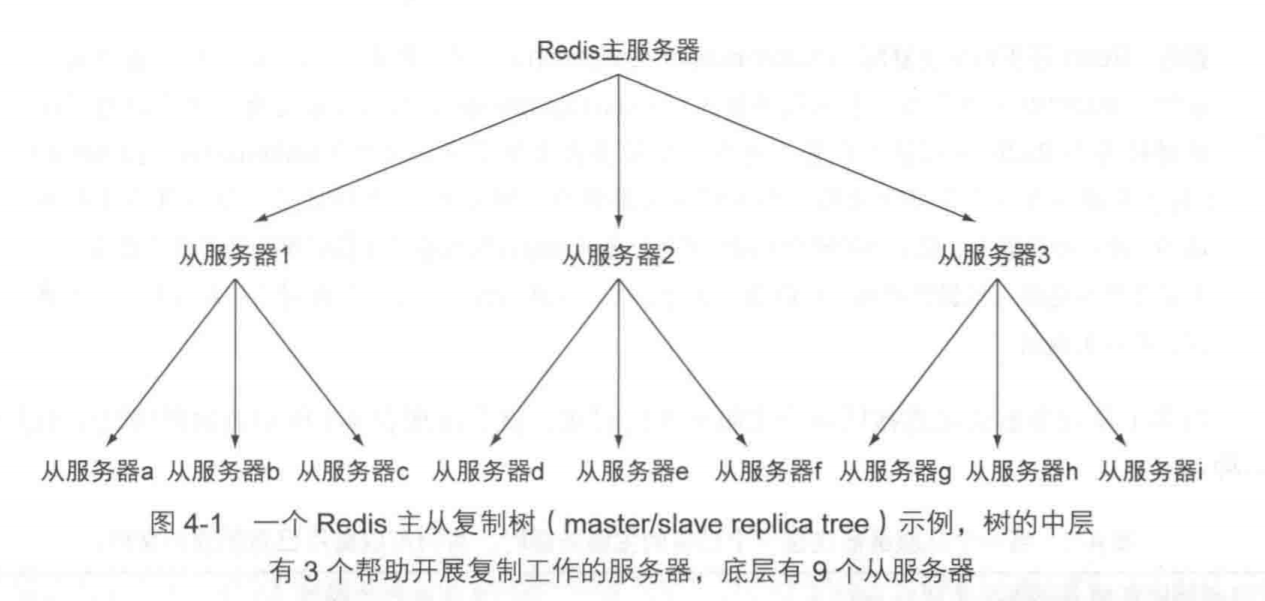 Redis主服务器
从服务器1 从服务器2 从服务器3
从服务器a 从服务器b 从服务器c 从服务器d 从服务器e 从服务器f 从服务器g 从服务器h 从服务器i
图 4-1 一个 Redis 主从复制树（master/slave replica tree）示例，树的中层
有 3 个帮助开展复制工作的服务器，底层有 9 个从服务器